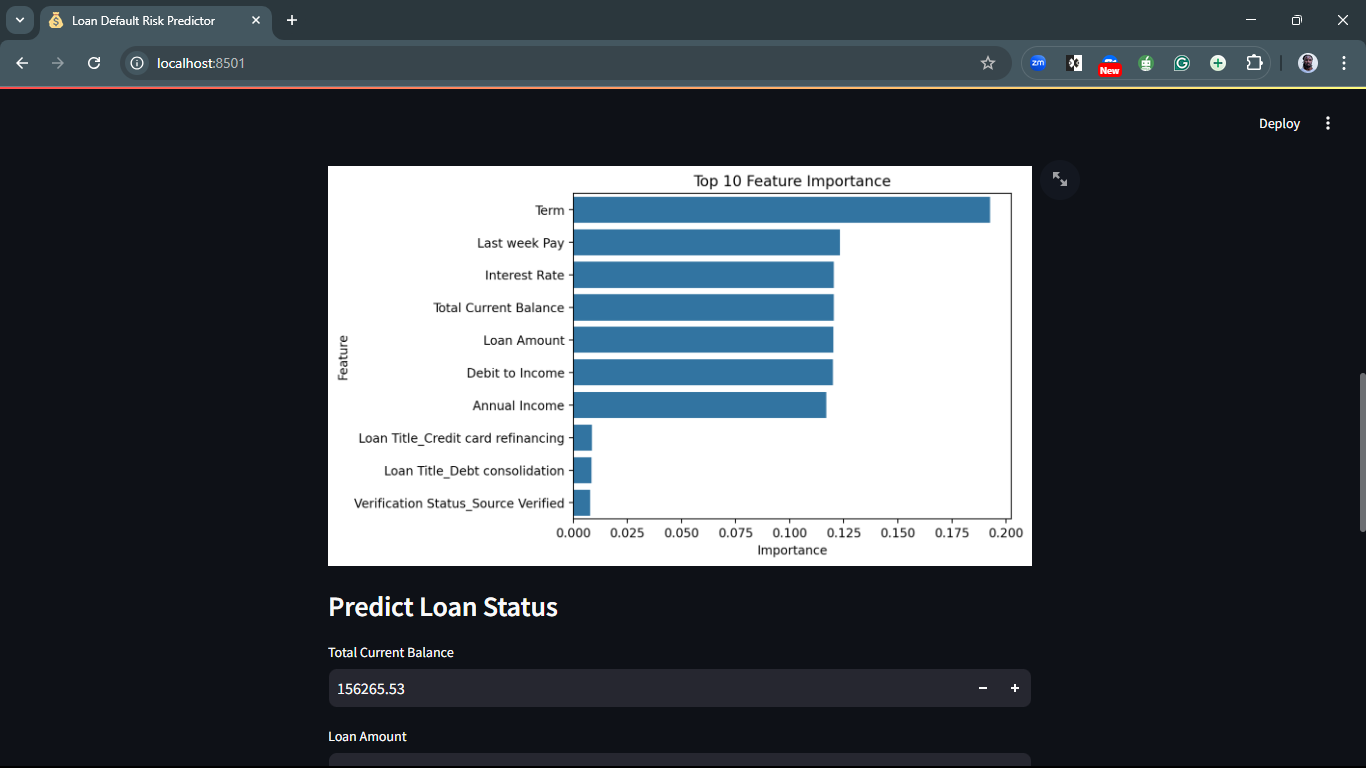 Loan Default Risk Predictor
localhost:8501
zm
New
Deploy
Top 10 Feature Importance
Term
Last week Pay
Interest Rate
Total Current Balance
Loan Amount
Debit to Income
Annual Income
Loan Title_Credit card refinancing
Loan Title_Debt consolidation
Verification Status_Source Verified
Feature
0.000 0.025 0.050 0.075 0.100 0.125 0.150 0.175 0.200
Importance
Predict Loan Status
Total Current Balance
156265.53
Loan Amount